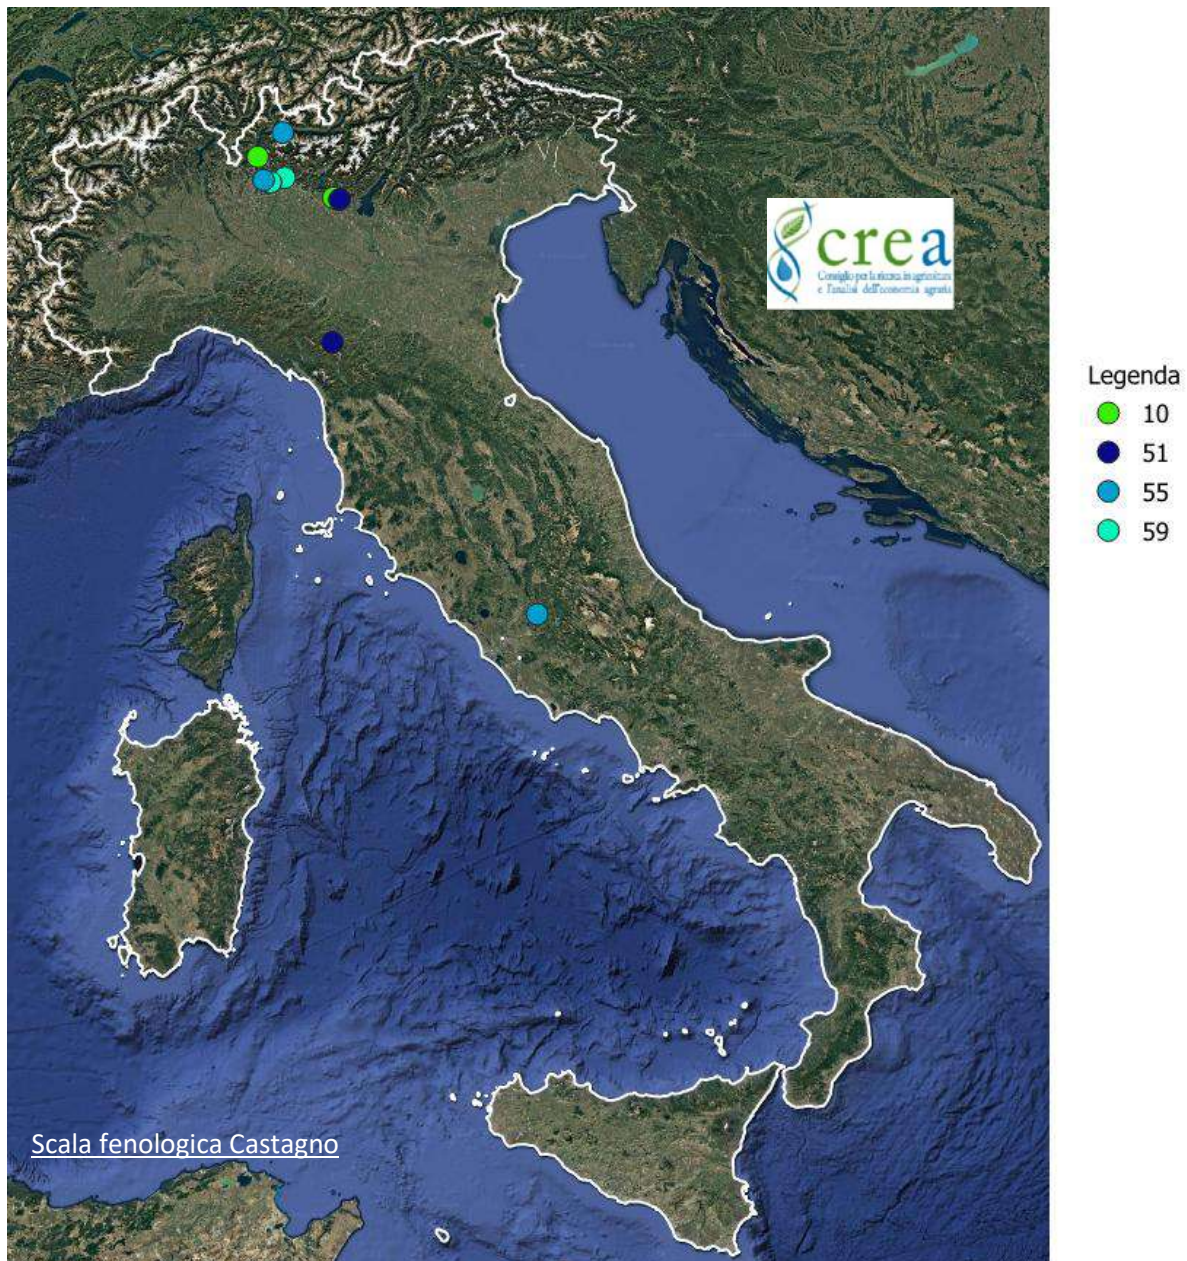 crea
Consiglio per la ricerca in agricoltura
e l'analisi dell'economia agraria
Legenda
10
51
55
59
Scala fenologica Castagno